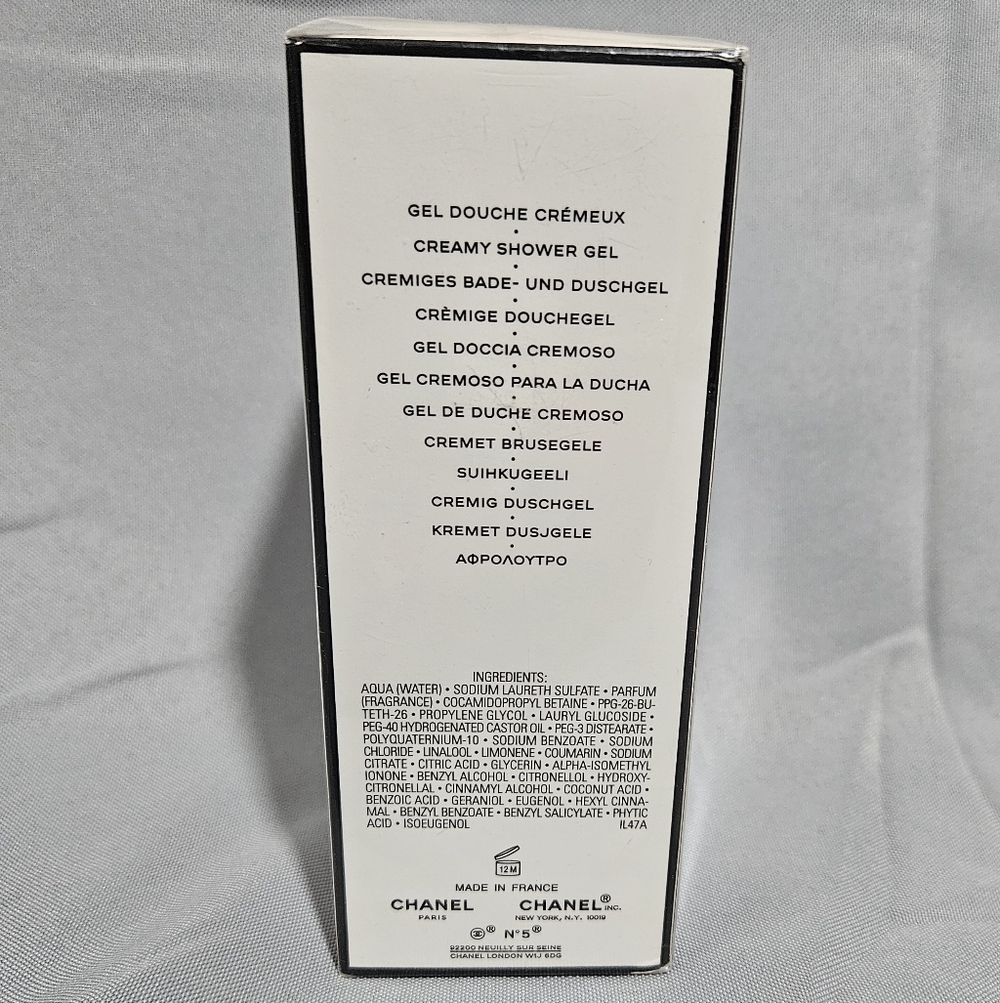 GEL DOUCHE CRÉMEUX
•
CREAMY SHOWER GEL
•
CREMIGES BADE- UND DUSCHGEL
•
CRÈMIGE DOUCHEGEL
•
GEL DOCCIA CREMOSO
•
GEL CREMOSO PARA LA DUCHA
•
GEL DE DUCHE CREMOSO
•
CREMET BRUSEGELE
•
SUIHKUGEELI
•
CREMIG DUSCHGEL
•
KREMET DUSJGELE
•
ΑΦΡΟΛΟΥΤΡΟ
INGREDIENTS:
AQUA (WATER) • SODIUM LAURETH SULFATE • PARFUM
(FRAGRANCE) • COCAMIDOPROPYL BETAINE • PPG-26-BU-
TETH-26 • PROPYLENE GLYCOL • LAURYL GLUCOSIDE •
PEG-40 HYDROGENATED CASTOR OIL • PEG-3 DISTEARATE •
POLYQUATERNIUM-10 • SODIUM BENZOATE • SODIUM
CHLORIDE • LINALOOL • LIMONENE • COUMARIN • SODIUM
CITRATE • CITRIC ACID • GLYCERIN • ALPHA-ISOMETHYL
IONONE • BENZYL ALCOHOL • CITRONELLOL • HYDROXY-
CITRONELLAL • CINNAMYL ALCOHOL • COCONUT ACID •
BENZOIC ACID • GERANIOL • EUGENOL • HEXYL CINNA-
MAL • BENZYL BENZOATE • BENZYL SALICYLATE • PHYTIC
ACID • ISOEUGENOL IL47A
12 M
MADE IN FRANCE
CHANEL CHANEL® INC.
PARIS NEW YORK, N.Y. 10019
® N°5®
92200 NEUILLY SUR SEINE
CHANEL LONDON W1J 6DG